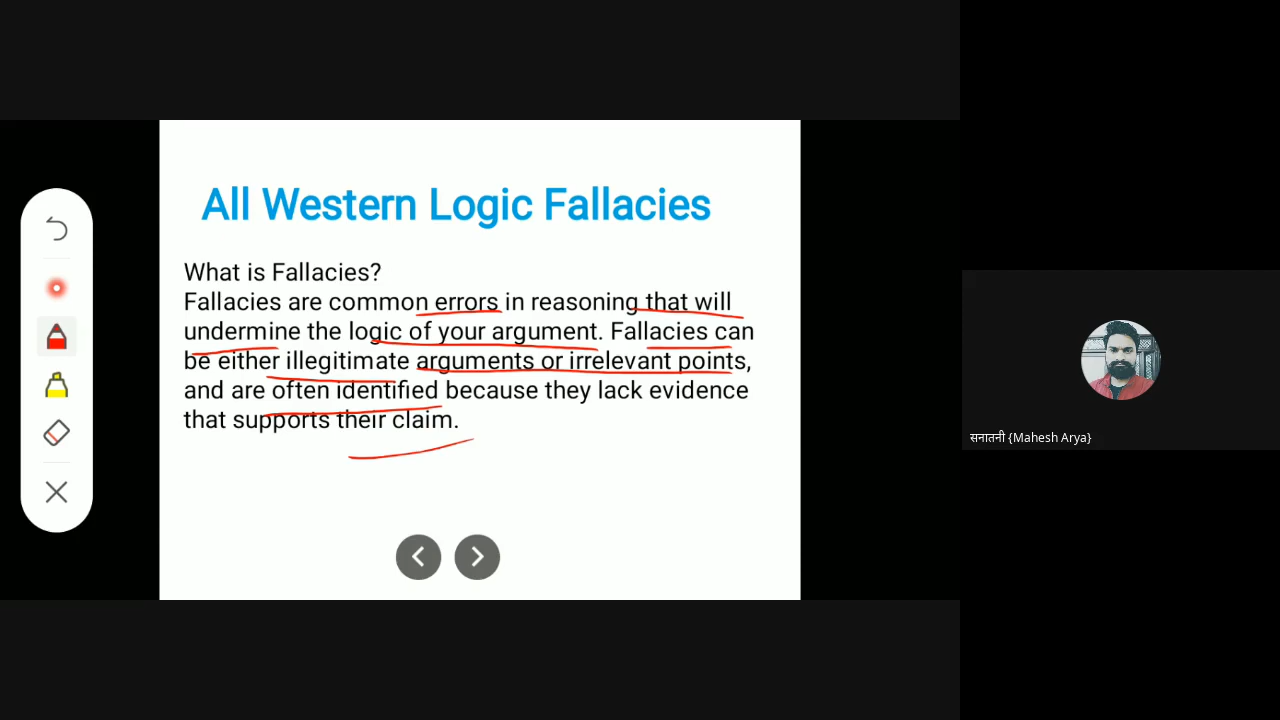 All Western Logic Fallacies
What is Fallacies?
Fallacies are common errors in reasoning that will
undermine the logic of your argument. Fallacies can
be either illegitimate arguments or irrelevant points,
and are often identified because they lack evidence
that supports their claim.
सनातनी {Mahesh Arya}